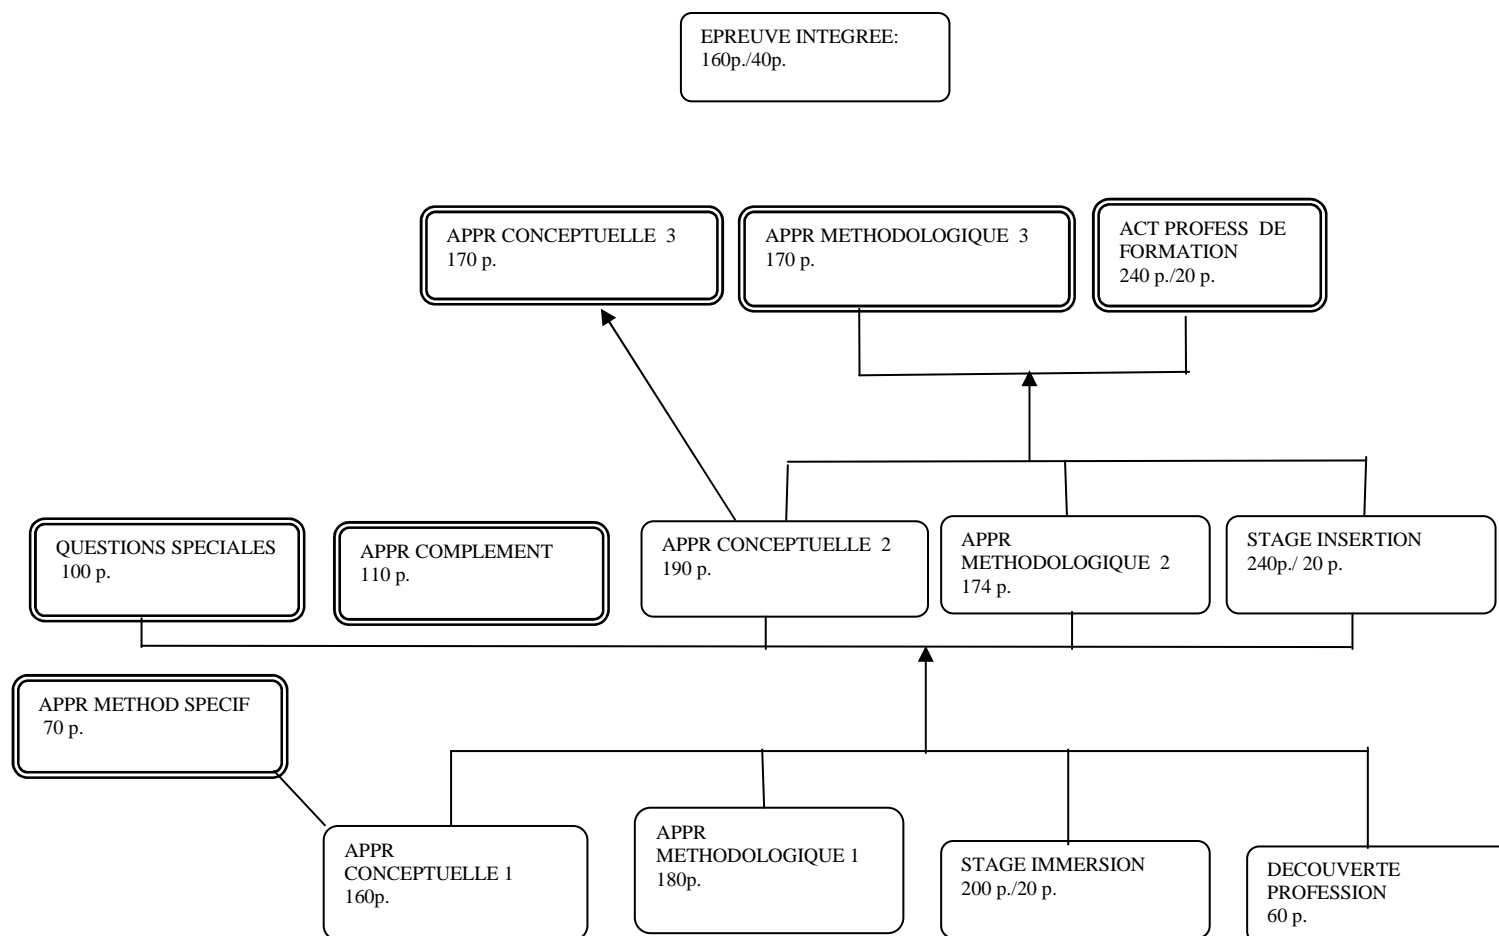 EPREUVE INTEGREE:
160p./40p.
APPR CONCEPTUELLE  3
170 p.
APPR METHODOLOGIQUE  3
170 p.
ACT PROFESS  DE
FORMATION
240 p./20 p.
QUESTIONS SPECIALES
100 p.
APPR COMPLEMENT
110 p.
APPR CONCEPTUELLE  2
190 p.
APPR
METHODOLOGIQUE  2
174 p.
STAGE INSERTION
240p./ 20 p.
APPR METHOD SPECIF
70 p.
APPR
CONCEPTUELLE 1
160p.
APPR
METHODOLOGIQUE 1
180p.
STAGE IMMERSION
200 p./20 p.
DECOUVERTE
PROFESSION
60 p.